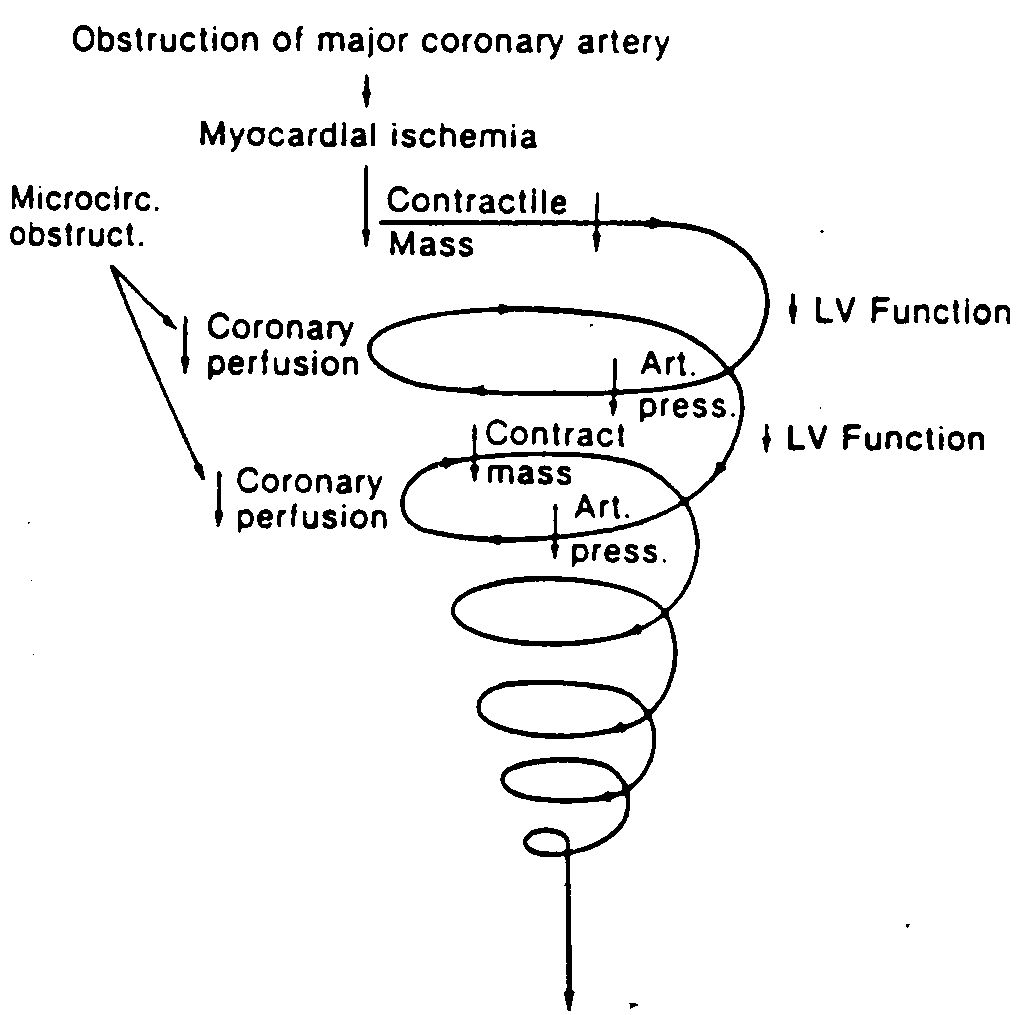 Obstruction of major coronary artery
Myocardial ischemia
Microcirc.
obstruct.
Contractile
Mass
LV Function
Coronary
perfusion
Art.
press.
LV Function
Contract
mass
Coronary
perfusion
Art.
press.